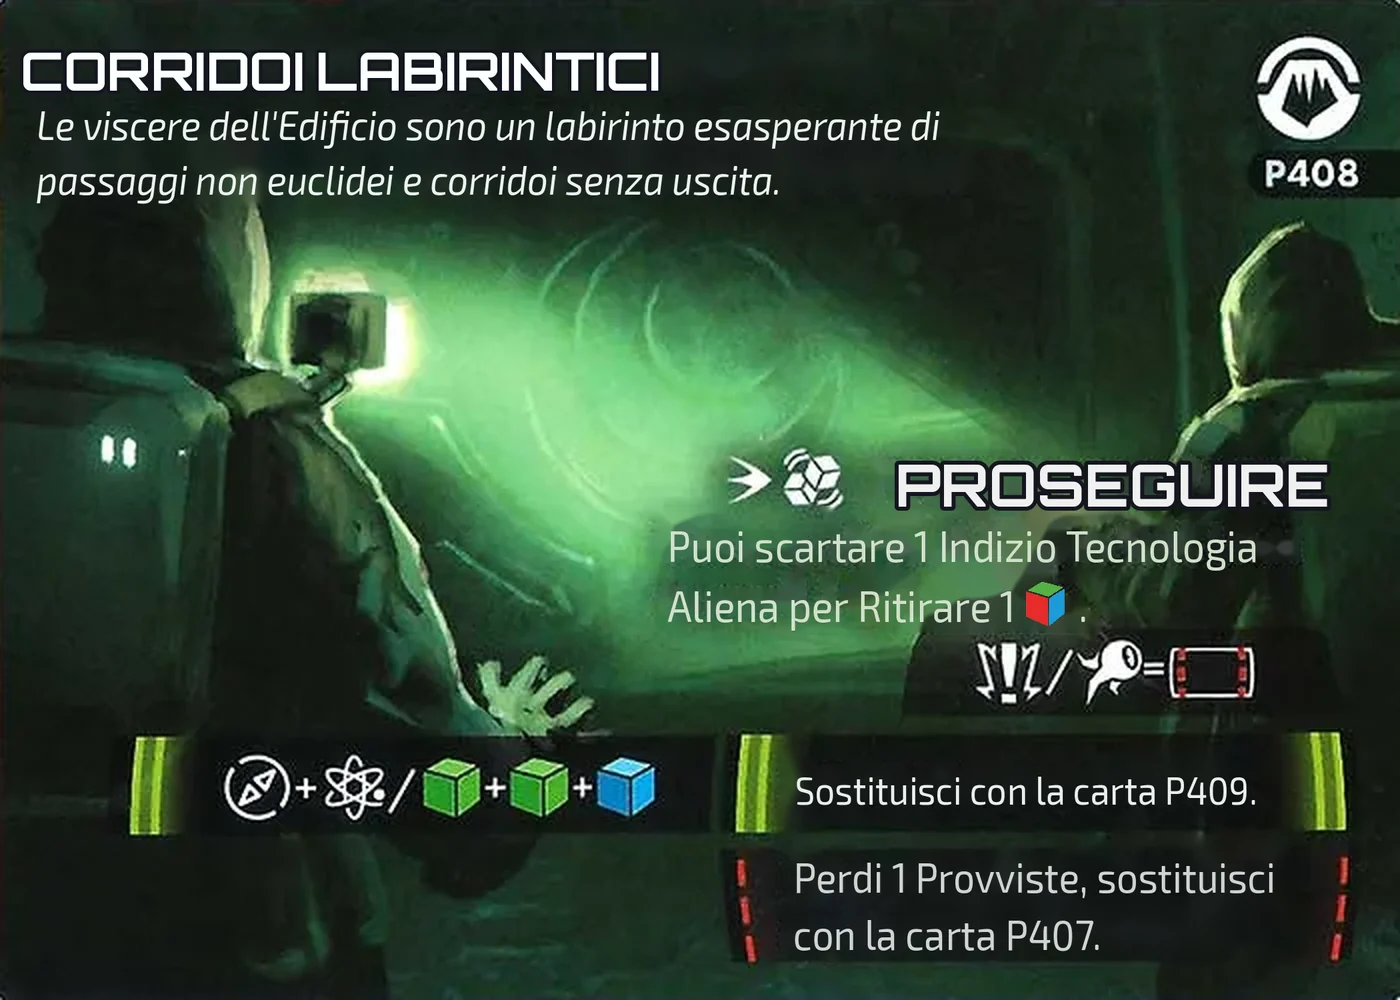 CORRIDOI LABIRINTICI
Le viscere dell'Edificio sono un labirinto esasperante di
passaggi non euclidei e corridoi senza uscita.
P408
PROSEGUIRE
Puoi scartare 1 Indizio Tecnologia
Aliena per Ritirare 1 .
! / =
+ / + +
Sostituisci con la carta P409.
Perdi 1 Provviste, sostituisci
con la carta P407.